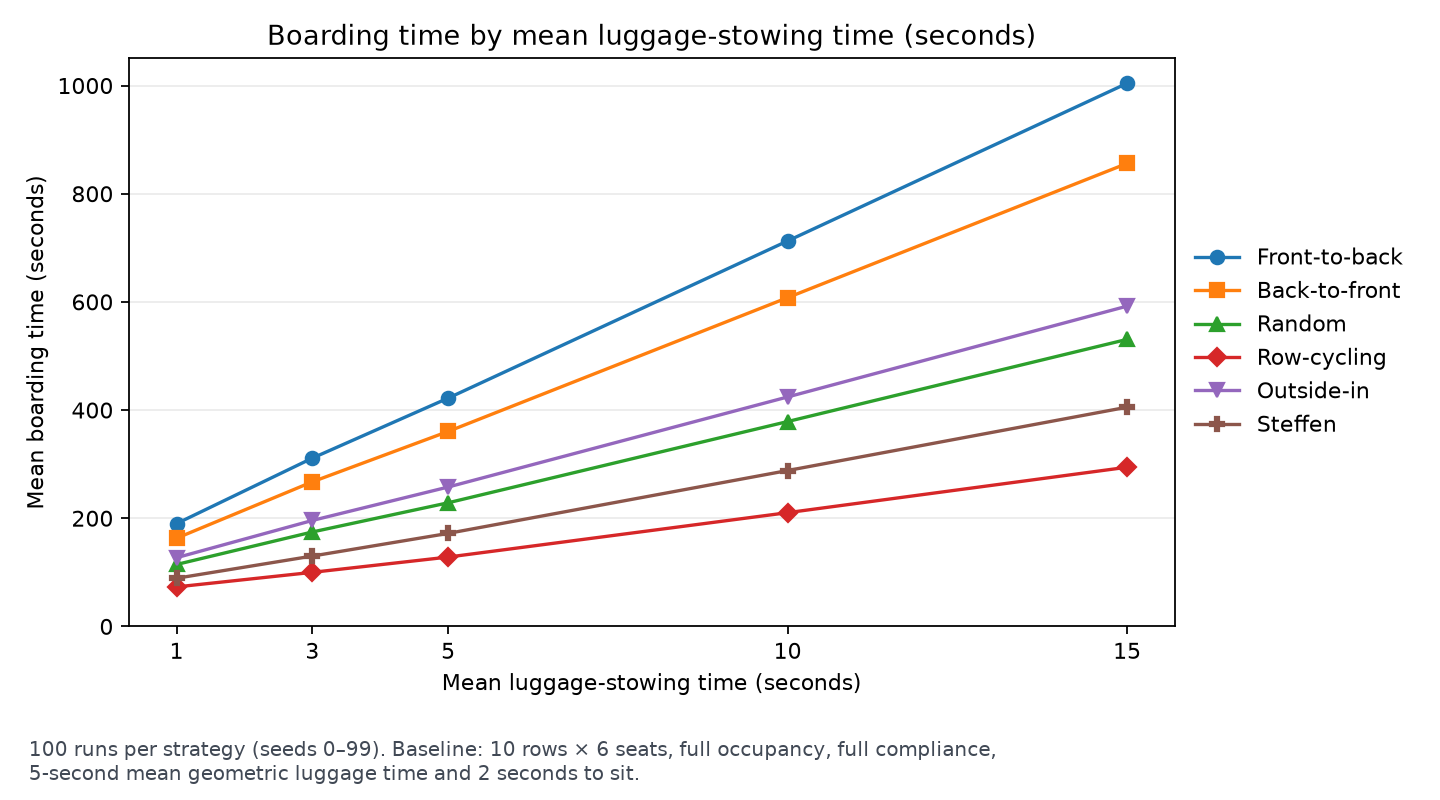 Boarding time by mean luggage-stowing time (seconds)
Mean boarding time (seconds)
1000
800
600
400
200
0
1 3 5 10 15
Mean luggage-stowing time (seconds)
Front-to-back
Back-to-front
Random
Row-cycling
Outside-in
Steffen
100 runs per strategy (seeds 0–99). Baseline: 10 rows × 6 seats, full occupancy, full compliance,
5-second mean geometric luggage time and 2 seconds to sit.